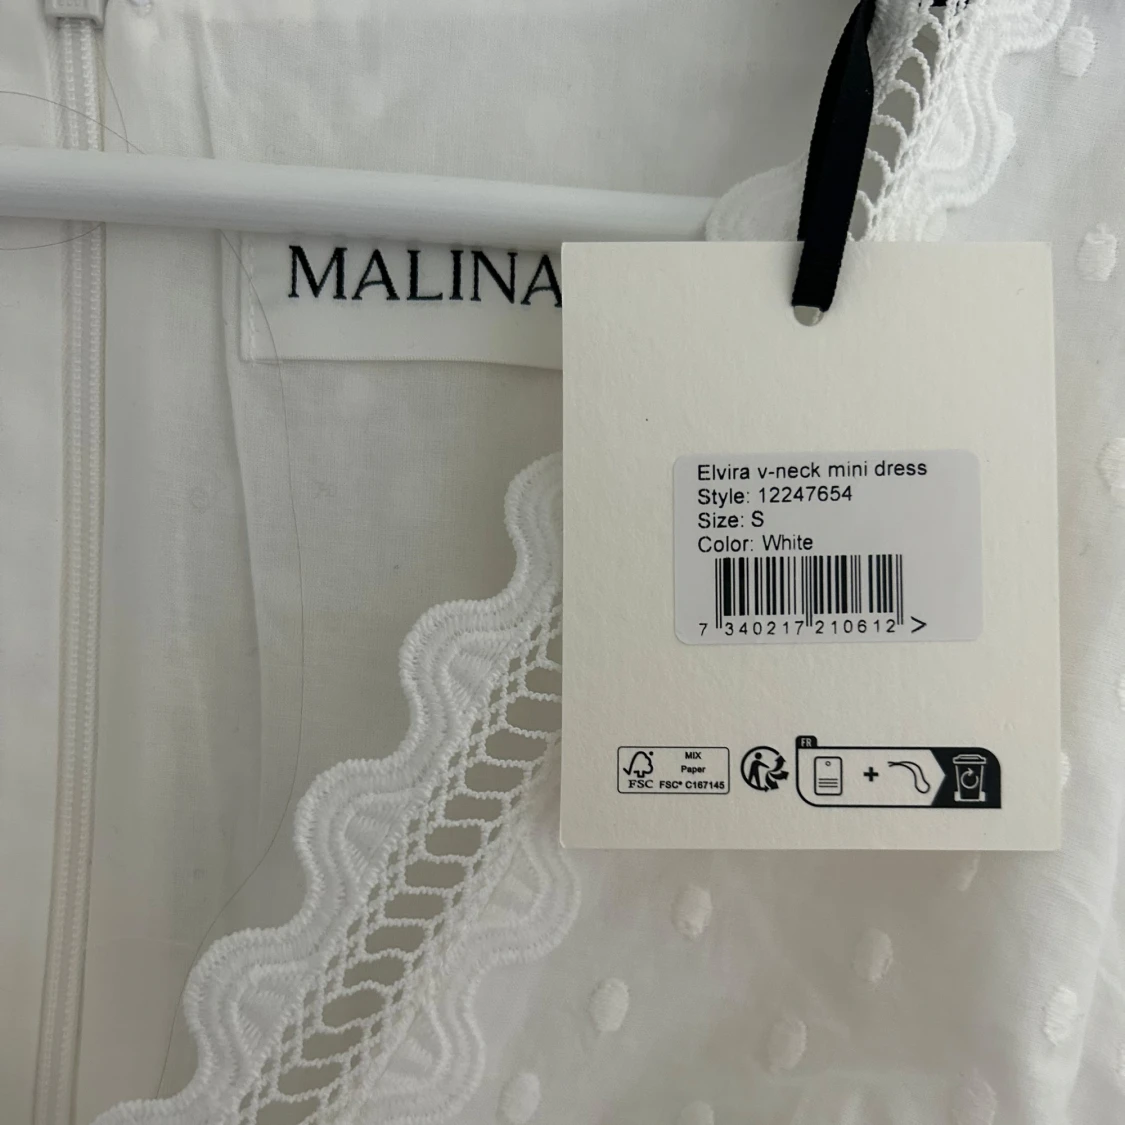 MALINA
Elvira v-neck mini dress
Style: 12247654
Size: S
Color: White
7 340217 210612 >
FR
MIX
Paper
FSC FSC® C167145